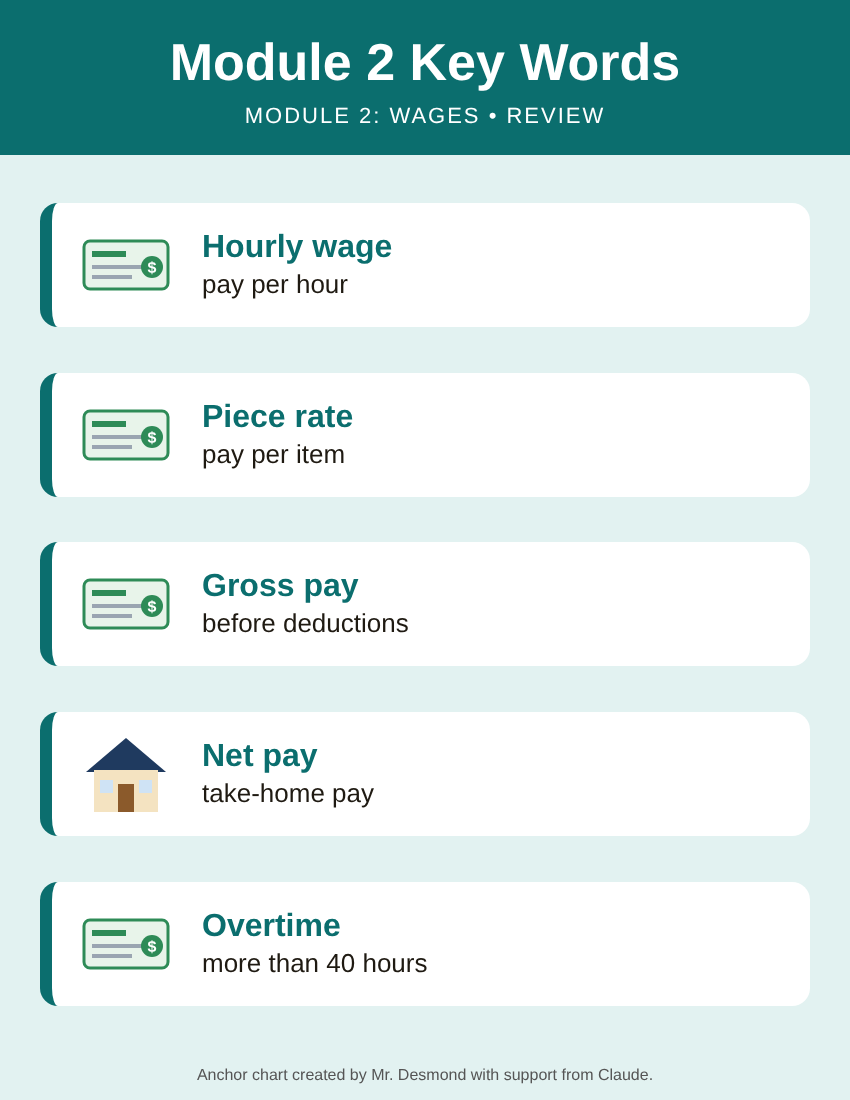 Module 2 Key Words
MODULE 2: WAGES • REVIEW
$
Hourly wage
pay per hour
$
Piece rate
pay per item
$
Gross pay
before deductions
Net pay
take-home pay
$
Overtime
more than 40 hours
Anchor chart created by Mr. Desmond with support from Claude.